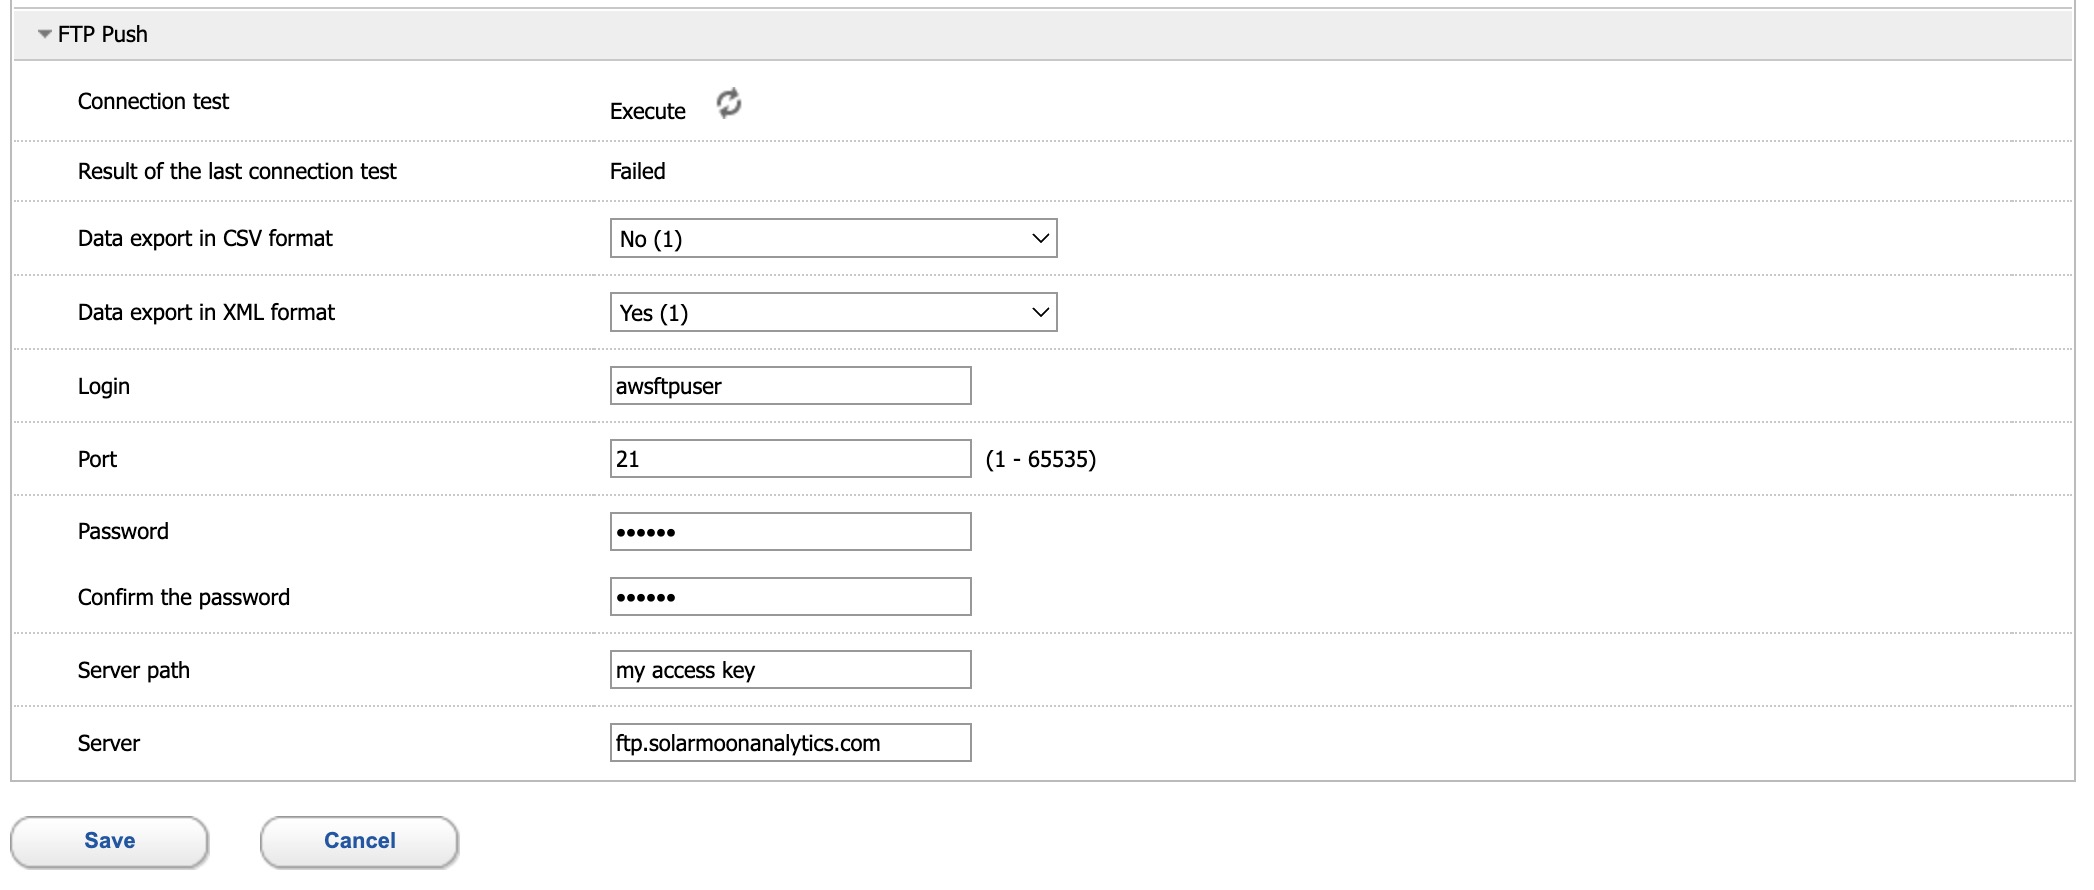 FTP Push
Connection test
Execute
Result of the last connection test
Failed
Data export in CSV format
No (1)
Data export in XML format
Yes (1)
Login
awsftpuser
Port
21 (1 - 65535)
Password
••••••
Confirm the password
••••••
Server path
my access key
Server
ftp.solarmoonanalytics.com
Save
Cancel